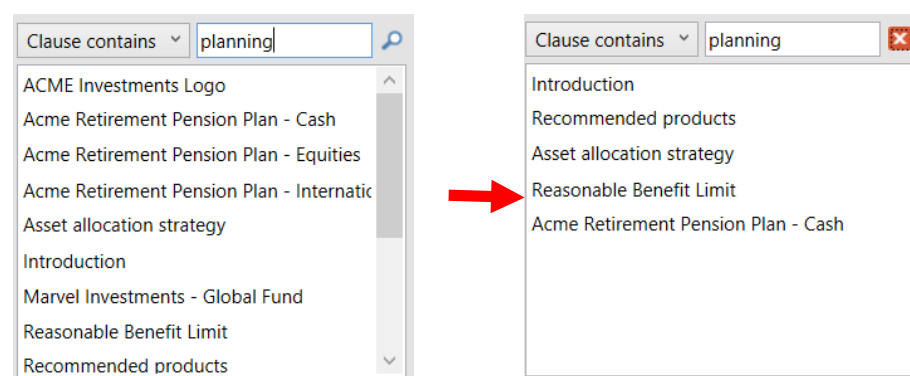 Clause contains planning
ACME Investments Logo
Acme Retirement Pension Plan - Cash
Acme Retirement Pension Plan - Equities
Acme Retirement Pension Plan - Internatic
Asset allocation strategy
Introduction
Marvel Investments - Global Fund
Reasonable Benefit Limit
Recommended products
Clause contains planning
Introduction
Recommended products
Asset allocation strategy
Reasonable Benefit Limit
Acme Retirement Pension Plan - Cash